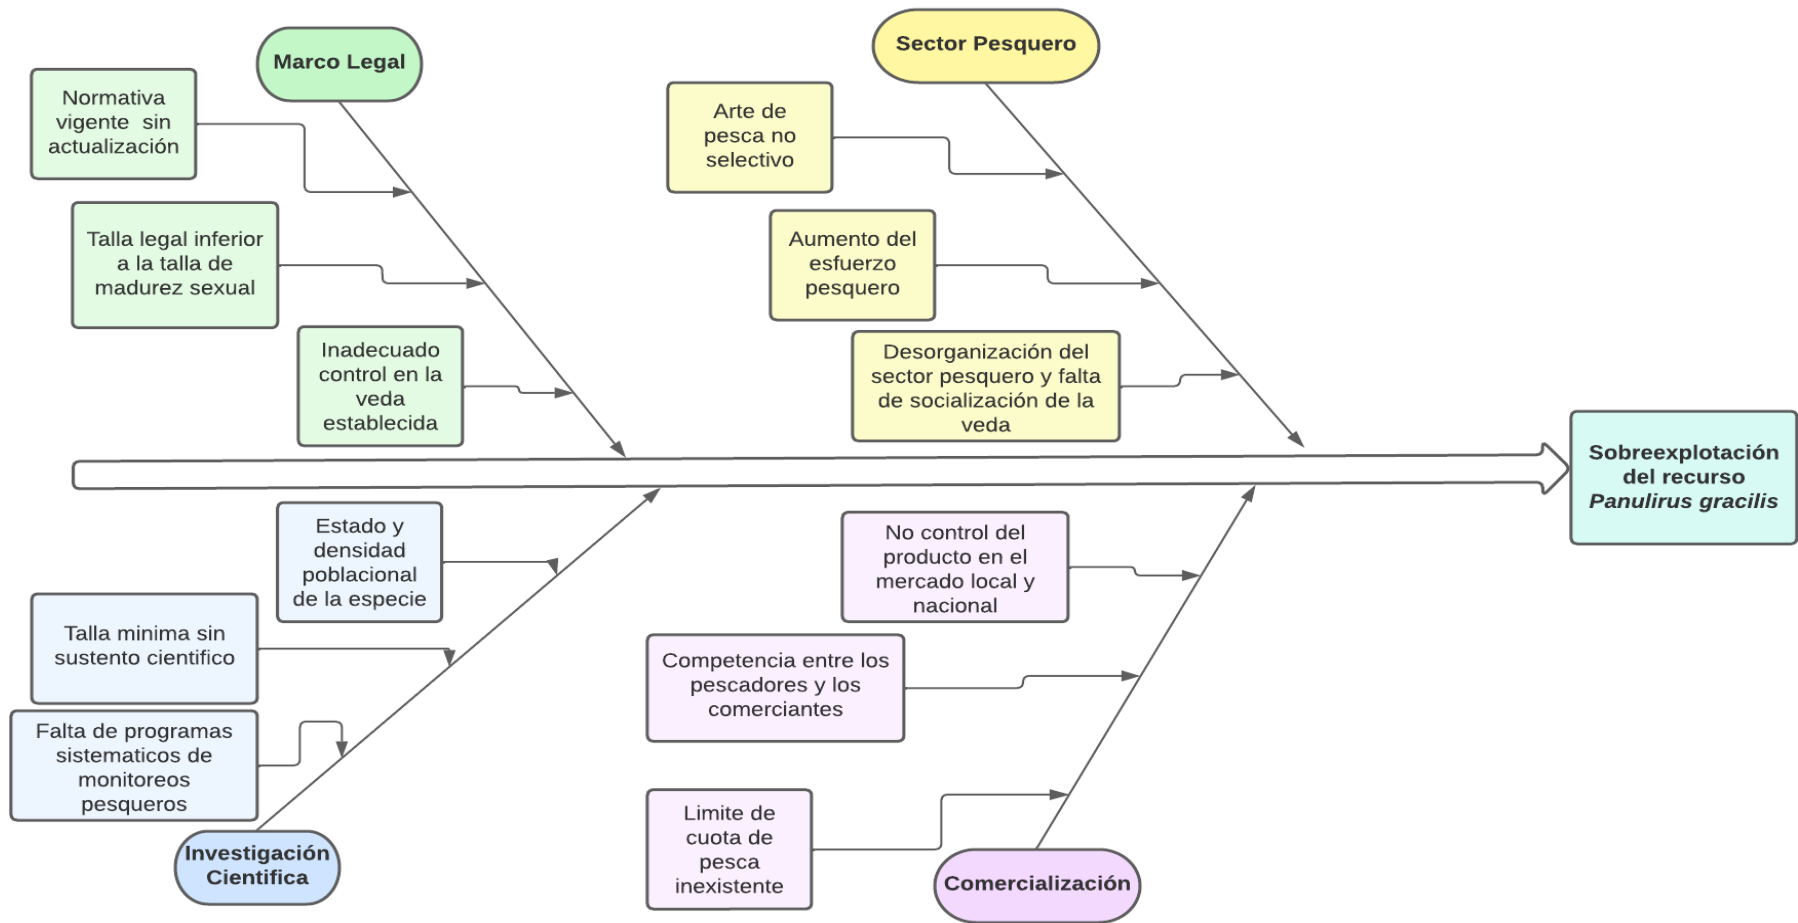 Marco Legal
Normativa
vigente sin
actualización
Talla legal inferior
a la talla de
madurez sexual
Inadecuado
control en la
veda
establecida
Sector Pesquero
Arte de
pesca no
selectivo
Aumento del
esfuerzo
pesquero
Desorganización del
sector pesquero y falta
de socialización de la
veda
Sobreexplotación
del recurso
Panulirus gracilis
Estado y
densidad
poblacional
de la especie
Talla minima sin
sustento cientifico
Falta de programas
sistematicos de
monitoreos
pesqueros
Investigación
Cientifica
No control del
producto en el
mercado local y
nacional
Competencia entre los
pescadores y los
comerciantes
Limite de
cuota de
pesca
inexistente
Comercialización